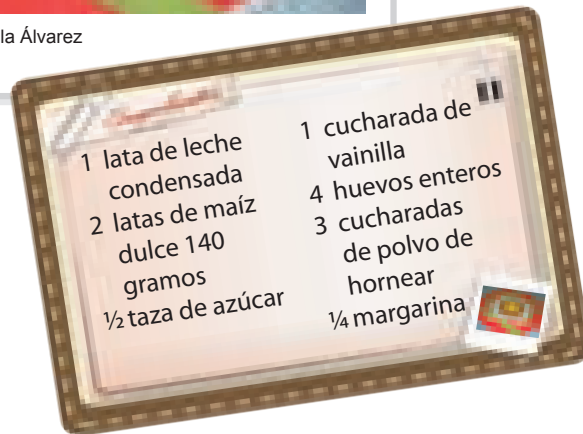 la Álvarez
1 lata de leche
condensada
2 latas de maíz
dulce 140
gramos
½ taza de azúcar
1 cucharada de
vainilla
4 huevos enteros
3 cucharadas
de polvo de
hornear
¼ margarina